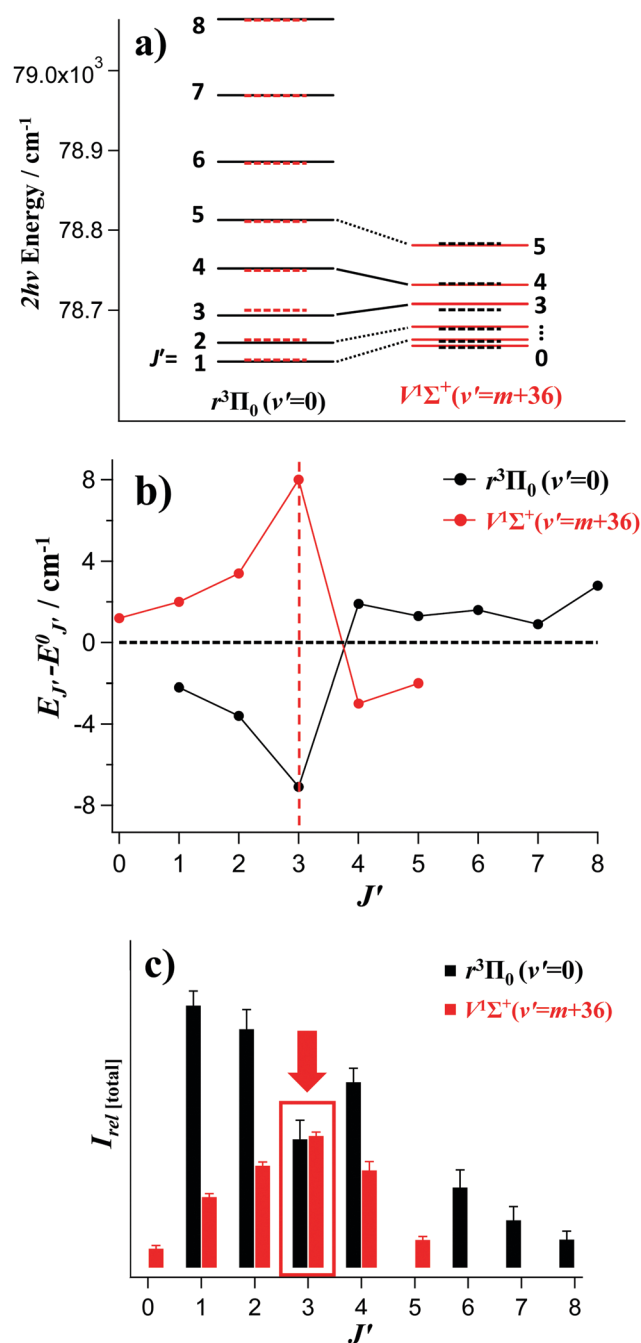 a)
8
79.0x10³
7
78.9
6
5
78.8
5
4
4
3
3
78.7
2
⋮
J'= 1
0
2hν Energy / cm⁻¹
r³Π₀ (v'=0)
V¹Σ⁺(v'=m+36)
b)
r³Π₀ (v'=0)
V¹Σ⁺(v'=m+36)
8
4
0
-4
-8
E_J'-E⁰_J' / cm⁻¹
0 1 2 3 4 5 6 7 8
J'
c)
r³Π₀ (v'=0)
V¹Σ⁺(v'=m+36)
I_rel [total]
0 1 2 3 4 5 6 7 8
J'